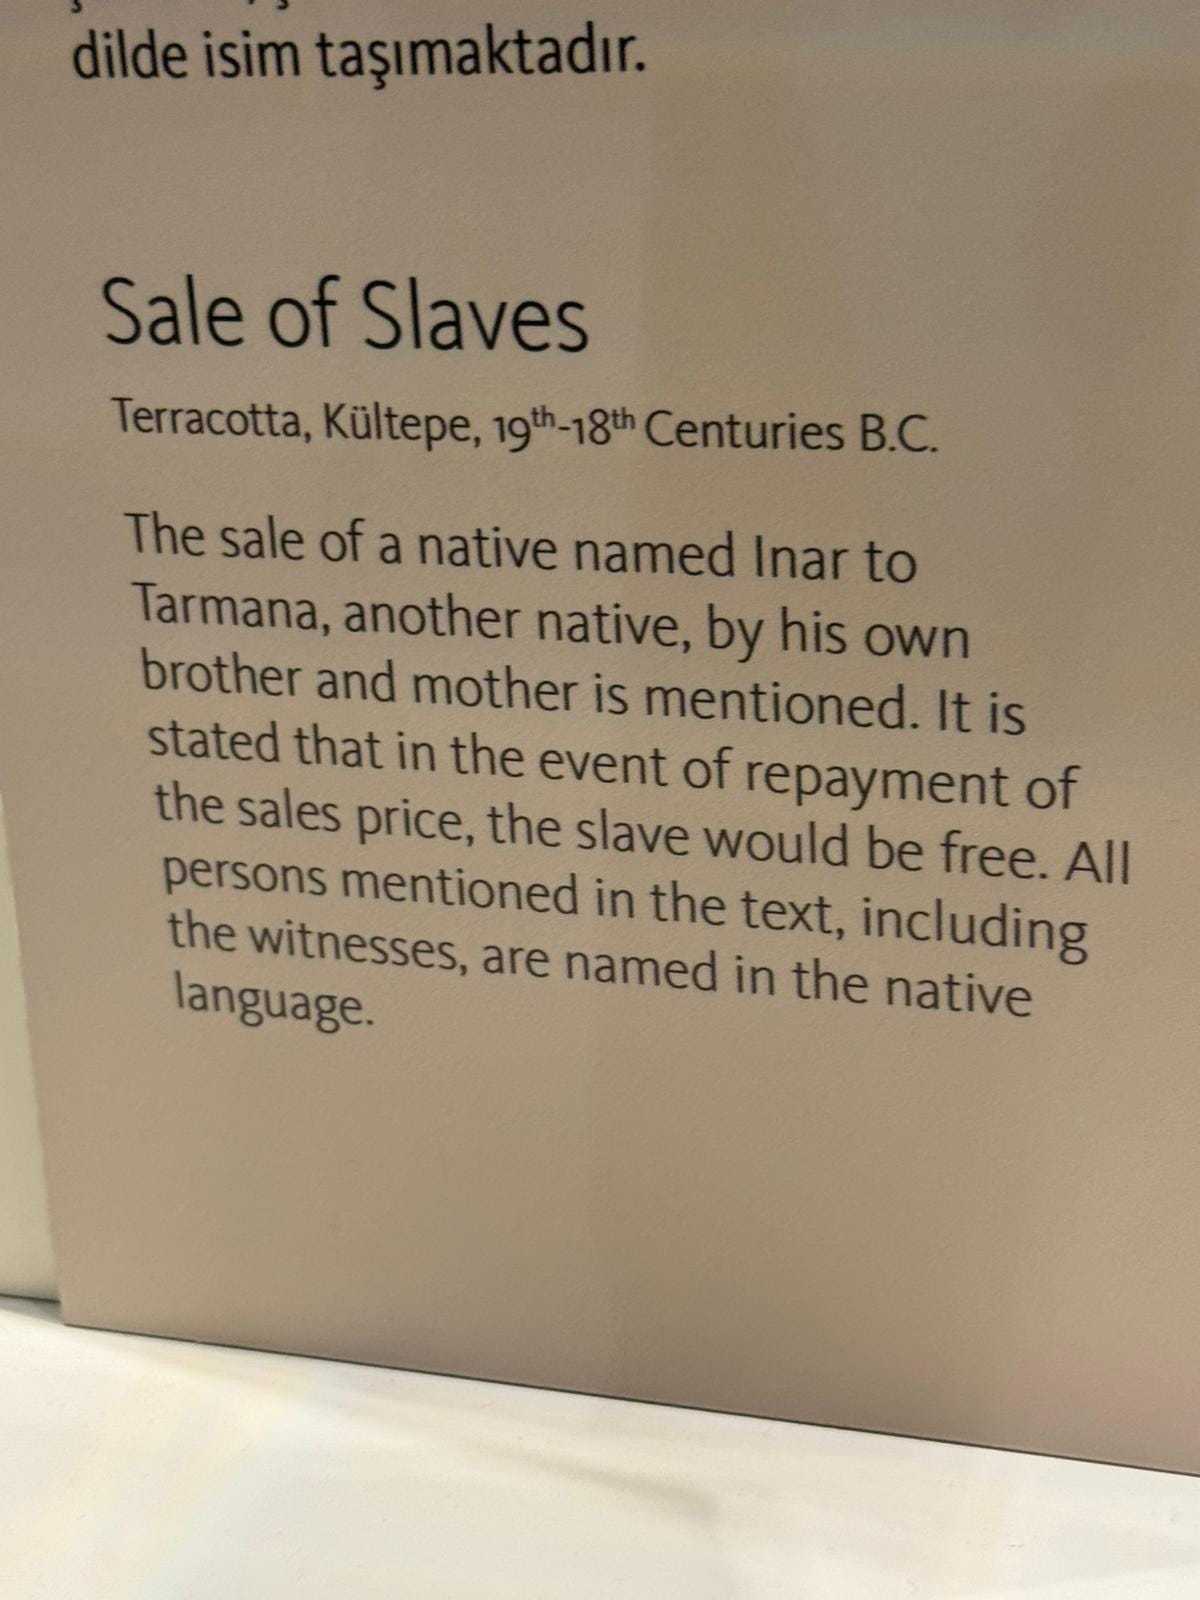 dilde isim taşımaktadır.
Sale of Slaves
Terracotta, Kültepe, 19th-18th Centuries B.C.
The sale of a native named Inar to
Tarmana, another native, by his own
brother and mother is mentioned. It is
stated that in the event of repayment of
the sales price, the slave would be free. All
persons mentioned in the text, including
the witnesses, are named in the native
language.